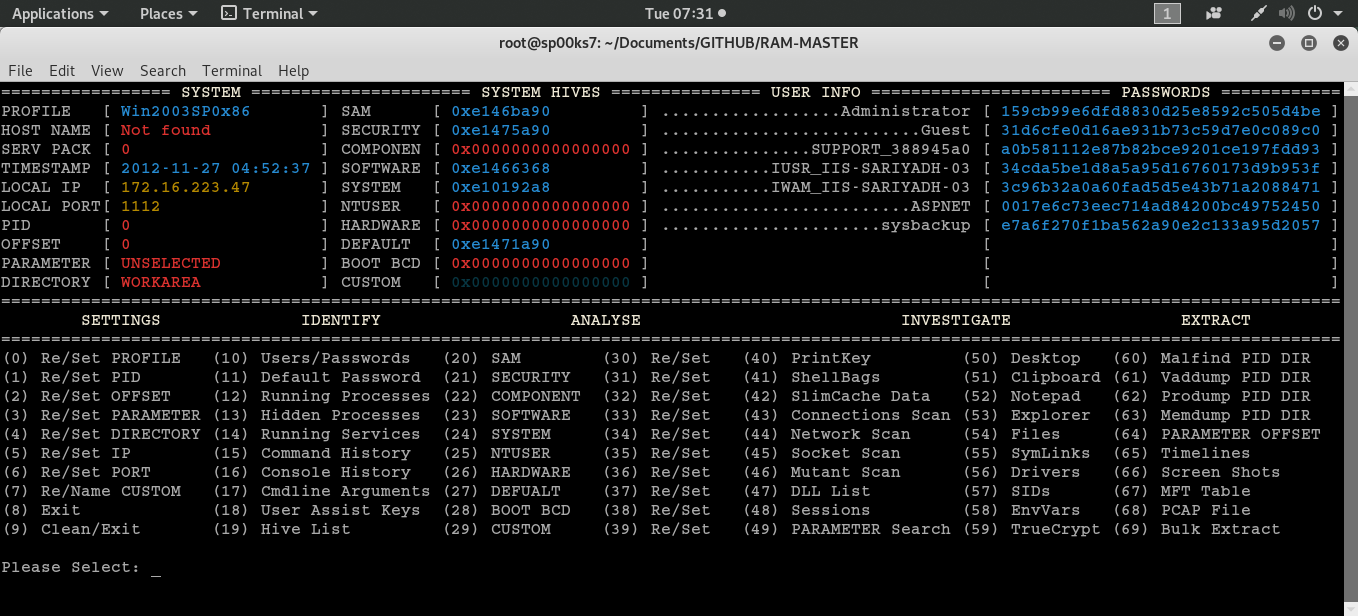 Applications Places Terminal Tue 07:31 1
root@sp00ks7: ~/Documents/GITHUB/RAM-MASTER
File Edit View Search Terminal Help
================= SYSTEM ====================== SYSTEM HIVES =============== USER INFO ======================== PASSWORDS ============
PROFILE [ Win2003SP0x86 ] SAM [ 0xe146ba90 ] ..................Administrator [ 159cb99e6dfd8830d25e8592c505d4be ]
HOST NAME [ Not found ] SECURITY [ 0xe1475a90 ] ..........................Guest [ 31d6cfe0d16ae931b73c59d7e0c089c0 ]
SERV PACK [ 0 ] COMPONEN [ 0x0000000000000000 ] ...............SUPPORT_388945a0 [ a0b581112e87b82bce9201ce197fdd93 ]
TIMESTAMP [ 2012-11-27 04:52:37 ] SOFTWARE [ 0xe1466368 ] ...........IUSR_IIS-SARIYADH-03 [ 34cda5be1d8a5a95d16760173d9b953f ]
LOCAL IP [ 172.16.223.47 ] SYSTEM [ 0xe10192a8 ] ...........IWAM_IIS-SARIYADH-03 [ 3c96b32a0a60fad5d5e43b71a2088471 ]
LOCAL PORT[ 1112 ] NTUSER [ 0x0000000000000000 ] .........................ASPNET [ 0017e6c73eec714ad84200bc49752450 ]
PID [ 0 ] HARDWARE [ 0x0000000000000000 ] ......................sysbackup [ e7a6f270f1ba562a90e2c133a95d2057 ]
OFFSET [ 0 ] DEFAULT [ 0xe1471a90 ] [ ]
PARAMETER [ UNSELECTED ] BOOT BCD [ 0x0000000000000000 ] [ ]
DIRECTORY [ WORKAREA ] CUSTOM [ 0x0000000000000000 ] [ ]
======================================================================================================================================
SETTINGS IDENTIFY ANALYSE INVESTIGATE EXTRACT
======================================================================================================================================
(0) Re/Set PROFILE (10) Users/Passwords (20) SAM (30) Re/Set (40) PrintKey (50) Desktop (60) Malfind PID DIR
(1) Re/Set PID (11) Default Password (21) SECURITY (31) Re/Set (41) ShellBags (51) Clipboard (61) Vaddump PID DIR
(2) Re/Set OFFSET (12) Running Processes (22) COMPONENT (32) Re/Set (42) SlimCache Data (52) Notepad (62) Prodump PID DIR
(3) Re/Set PARAMETER (13) Hidden Processes (23) SOFTWARE (33) Re/Set (43) Connections Scan (53) Explorer (63) Memdump PID DIR
(4) Re/Set DIRECTORY (14) Running Services (24) SYSTEM (34) Re/Set (44) Network Scan (54) Files (64) PARAMETER OFFSET
(5) Re/Set IP (15) Command History (25) NTUSER (35) Re/Set (45) Socket Scan (55) SymLinks (65) Timelines
(6) Re/Set PORT (16) Console History (26) HARDWARE (36) Re/Set (46) Mutant Scan (56) Drivers (66) Screen Shots
(7) Re/Name CUSTOM (17) Cmdline Arguments (27) DEFUALT (37) Re/Set (47) DLL List (57) SIDs (67) MFT Table
(8) Exit (18) User Assist Keys (28) BOOT BCD (38) Re/Set (48) Sessions (58) EnvVars (68) PCAP File
(9) Clean/Exit (19) Hive List (29) CUSTOM (39) Re/Set (49) PARAMETER Search (59) TrueCrypt (69) Bulk Extract
Please Select: _